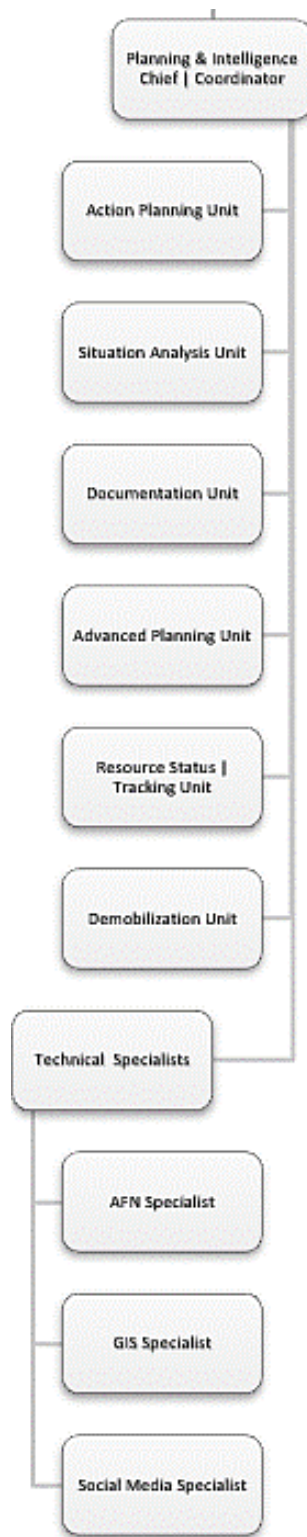 Planning & Intelligence
Chief | Coordinator
Action Planning Unit
Situation Analysis Unit
Documentation Unit
Advanced Planning Unit
Resource Status |
Tracking Unit
Demobilization Unit
Technical Specialists
AFN Specialist
GIS Specialist
Social Media Specialist